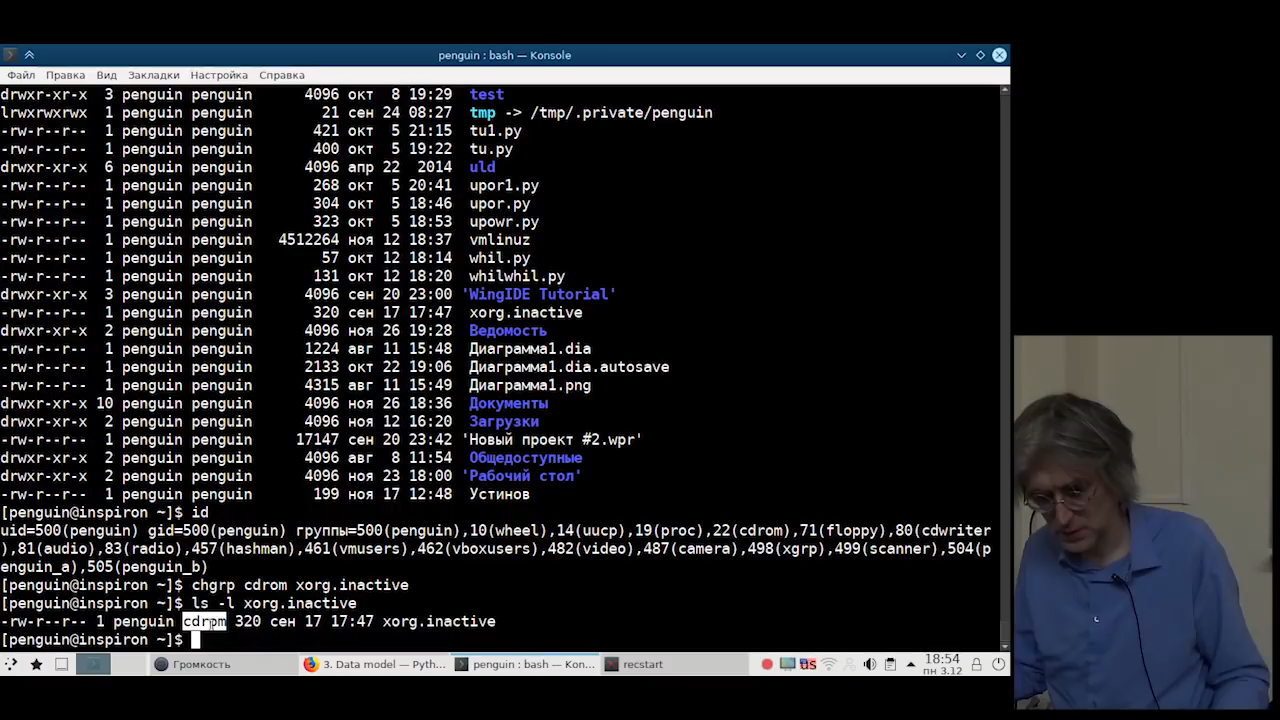 penguin : bash — Konsole
Файл Правка Вид Закладки Настройка Справка
drwxr-xr-x 3 penguin penguin 4096 окт 8 19:29 test
lrwxrwxrwx 1 penguin penguin 21 сен 24 08:27 tmp -> /tmp/.private/penguin
-rw-r--r-- 1 penguin penguin 421 окт 5 21:15 tu1.py
-rw-r--r-- 1 penguin penguin 400 окт 5 19:22 tu.py
drwxr-xr-x 6 penguin penguin 4096 апр 22 2014 uld
-rw-r--r-- 1 penguin penguin 268 окт 5 20:41 upor1.py
-rw-r--r-- 1 penguin penguin 304 окт 5 18:46 upor.py
-rw-r--r-- 1 penguin penguin 323 окт 5 18:53 upowr.py
-rw-r--r-- 1 penguin penguin 4512264 ноя 12 18:37 vmlinuz
-rw-r--r-- 1 penguin penguin 57 окт 12 18:14 whil.py
-rw-r--r-- 1 penguin penguin 131 окт 12 18:20 whilwhil.py
drwxr-xr-x 3 penguin penguin 4096 сен 20 23:00 'WingIDE Tutorial'
-rw-r--r-- 1 penguin penguin 320 сен 17 17:47 xorg.inactive
drwxr-xr-x 2 penguin penguin 4096 ноя 26 19:28 Ведомость
-rw-r--r-- 1 penguin penguin 1224 авг 11 15:48 Диаграмма1.dia
-rw-r--r-- 1 penguin penguin 2133 окт 22 19:06 Диаграмма1.dia.autosave
-rw-r--r-- 1 penguin penguin 4315 авг 11 15:49 Диаграмма1.png
drwxr-xr-x 10 penguin penguin 4096 ноя 26 18:36 Документы
drwxr-xr-x 2 penguin penguin 4096 ноя 12 16:20 Загрузки
-rw-r--r-- 1 penguin penguin 17147 сен 20 23:42 'Новый проект #2.wpr'
drwxr-xr-x 2 penguin penguin 4096 авг 8 11:54 Общедоступные
drwxr-xr-x 2 penguin penguin 4096 ноя 23 18:00 'Рабочий стол'
-rw-r--r-- 1 penguin penguin 199 ноя 17 12:48 Устинов
[penguin@inspiron ~]$ id
uid=500(penguin) gid=500(penguin) группы=500(penguin),10(wheel),14(uucp),19(proc),22(cdrom),71(floppy),80(cdwriter
),81(audio),83(radio),457(hashman),461(vmusers),462(vboxusers),482(video),487(camera),498(xgrp),499(scanner),504(p
enguin_a),505(penguin_b)
[penguin@inspiron ~]$ chgrp cdrom xorg.inactive
[penguin@inspiron ~]$ ls -l xorg.inactive
-rw-r--r-- 1 penguin cdrom 320 сен 17 17:47 xorg.inactive
[penguin@inspiron ~]$
Громкость 3. Data model — Pyth... penguin : bash — Kon... recstart us 18:54
пн 3.12